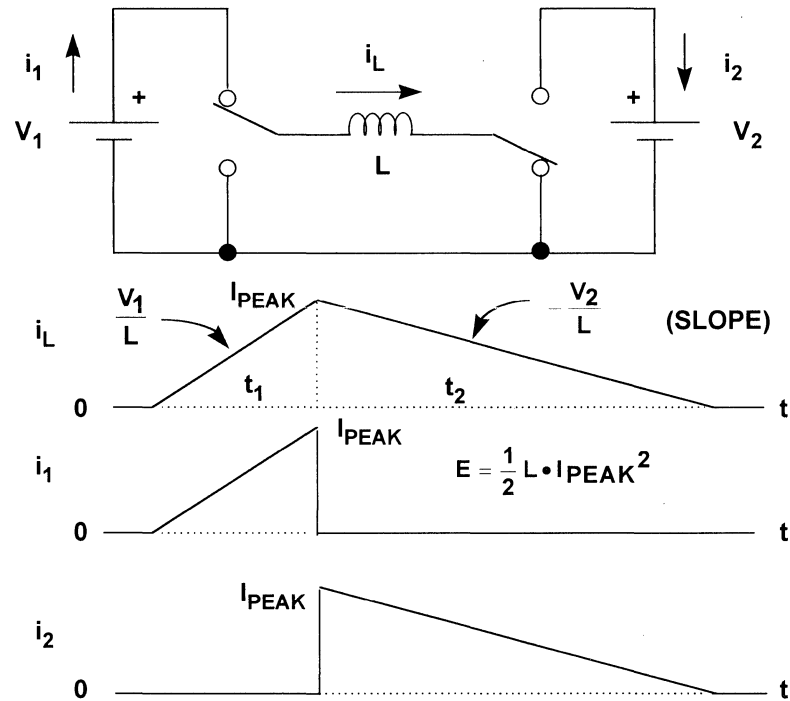 i1 iL i2
+ +
V1 L V2
IPEAK
V1/L -V2/L (SLOPE)
iL t1 t2
0 t
IPEAK
i1 E = 1/2 L • IPEAK²
0 t
IPEAK
i2
0 t